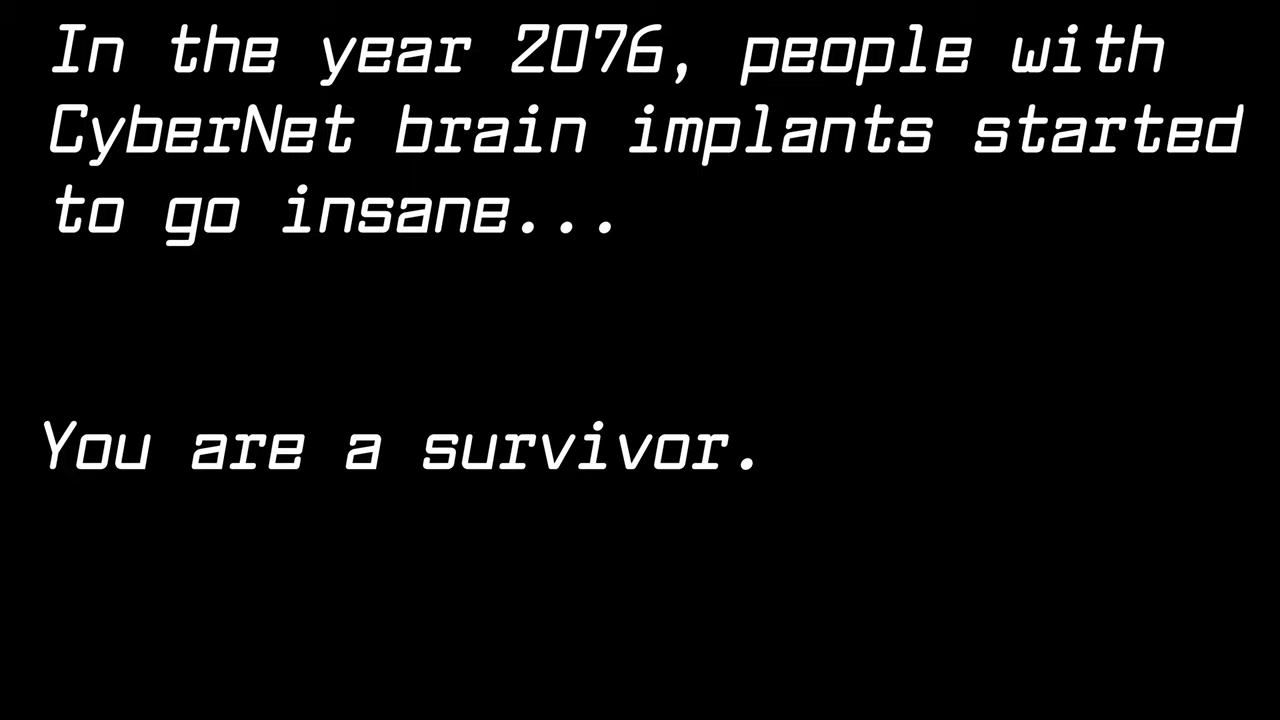 In the year 2076, people with
CyberNet brain implants started
to go insane...
You are a survivor.